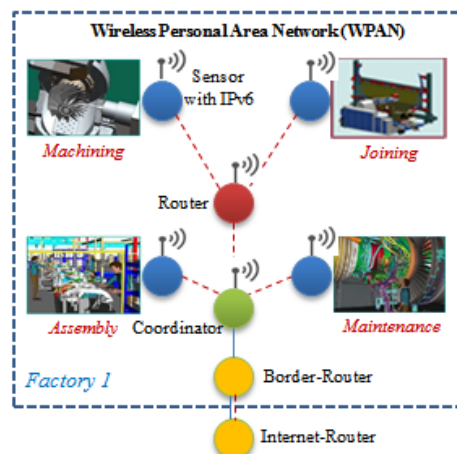 Wireless Personal Area Network (WPAN)
Sensor
with IPv6
Machining
Joining
Router
Assembly
Coordinator
Maintenance
Factory 1
Border-Router
Internet-Router